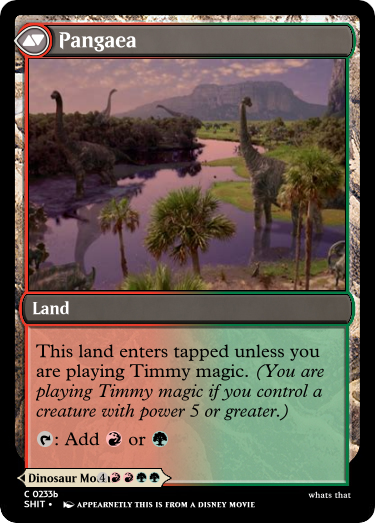 Pangaea
Land
This land enters tapped unless you
are playing Timmy magic. (You are
playing Timmy magic if you control a
creature with power 5 or greater.)
: Add or
Dinosaur Mo 4
C 0233b
whats that
SHIT • APPEARNETLY THIS IS FROM A DISNEY MOVIE